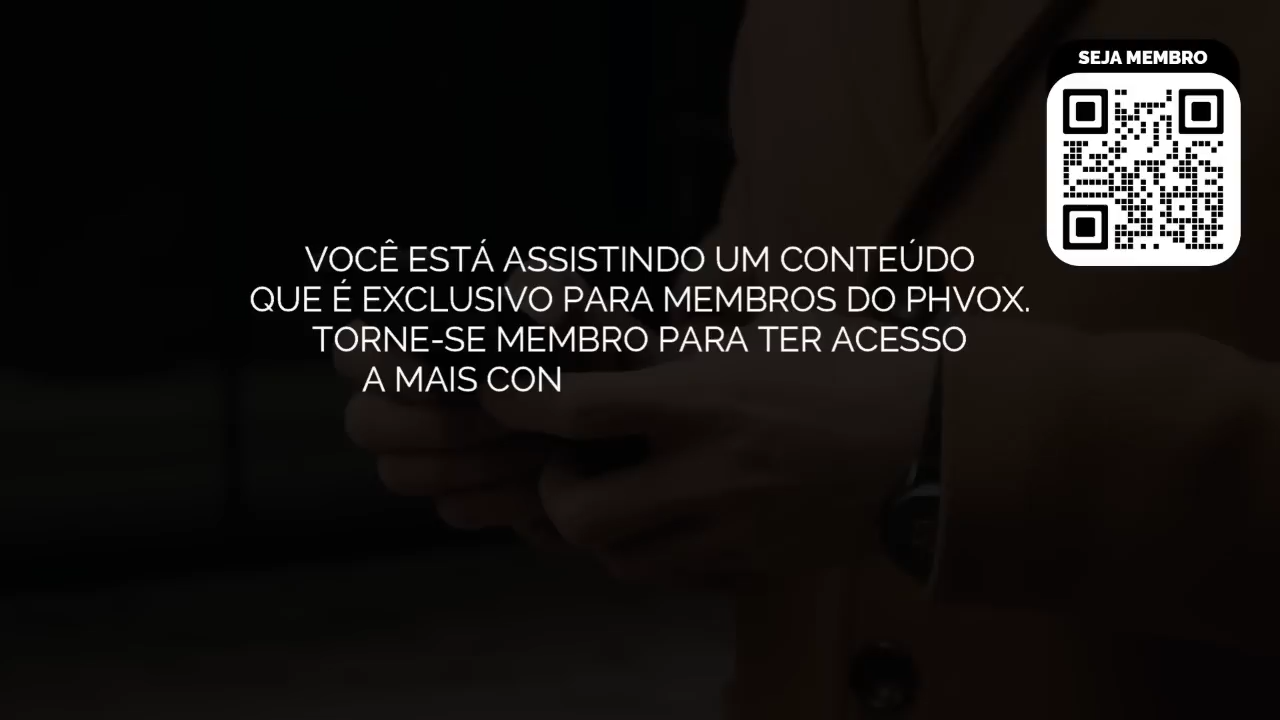 SEJA MEMBRO
VOCÊ ESTÁ ASSISTINDO UM CONTEÚDO
QUE É EXCLUSIVO PARA MEMBROS DO PHVOX.
TORNE-SE MEMBRO PARA TER ACESSO
A MAIS CON